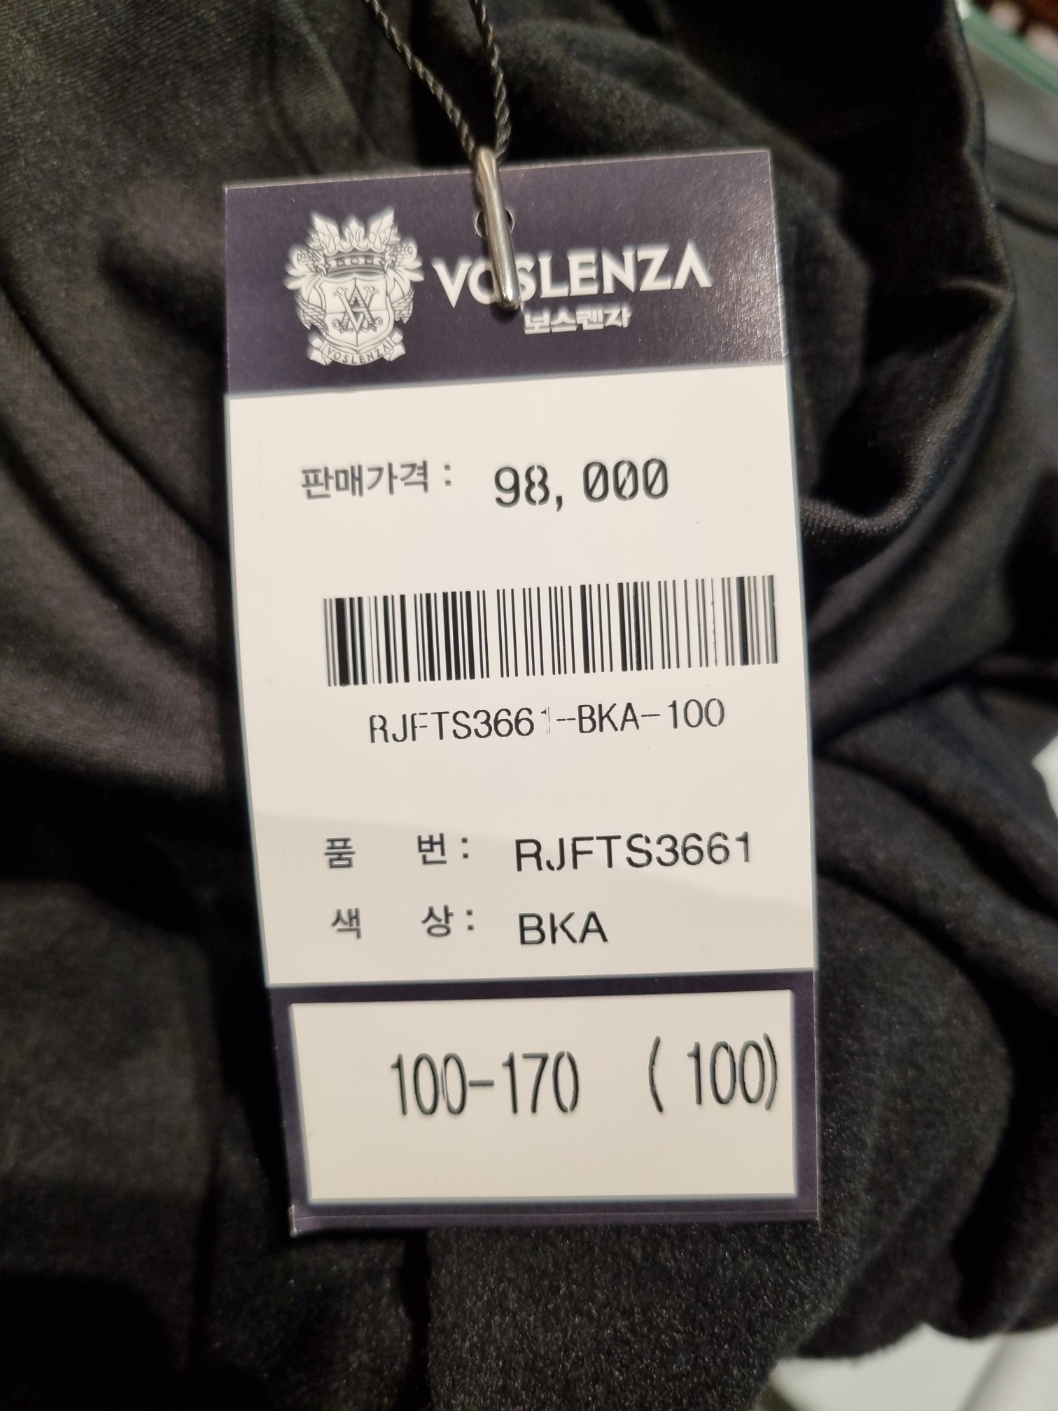 VOSLENZA
보스렌자
VOSLENZA
판매가격 : 98,000
RJFTS3661-BKA-100
품 번 : RJFTS3661
색 상 : BKA
100-170 ( 100)